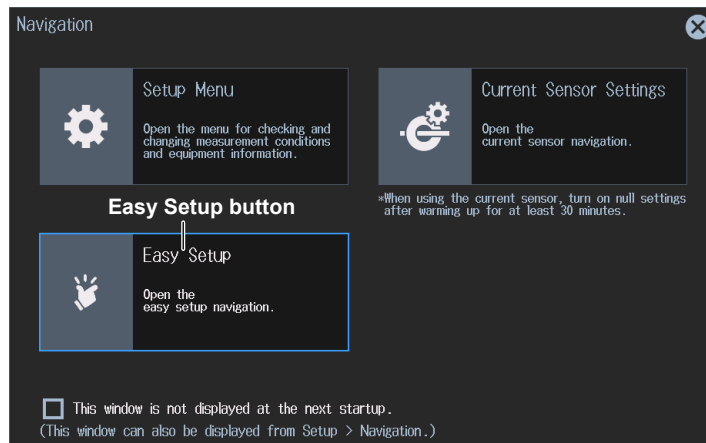 Navigation
Setup Menu
Open the menu for checking and
changing measurement conditions
and equipment information.
Current Sensor Settings
Open the
current sensor navigation.
*When using the current sensor, turn on null settings
after warming up for at least 30 minutes.
Easy Setup button
Easy Setup
Open the
easy setup navigation.
This window is not displayed at the next startup.
(This window can also be displayed from Setup > Navigation.)